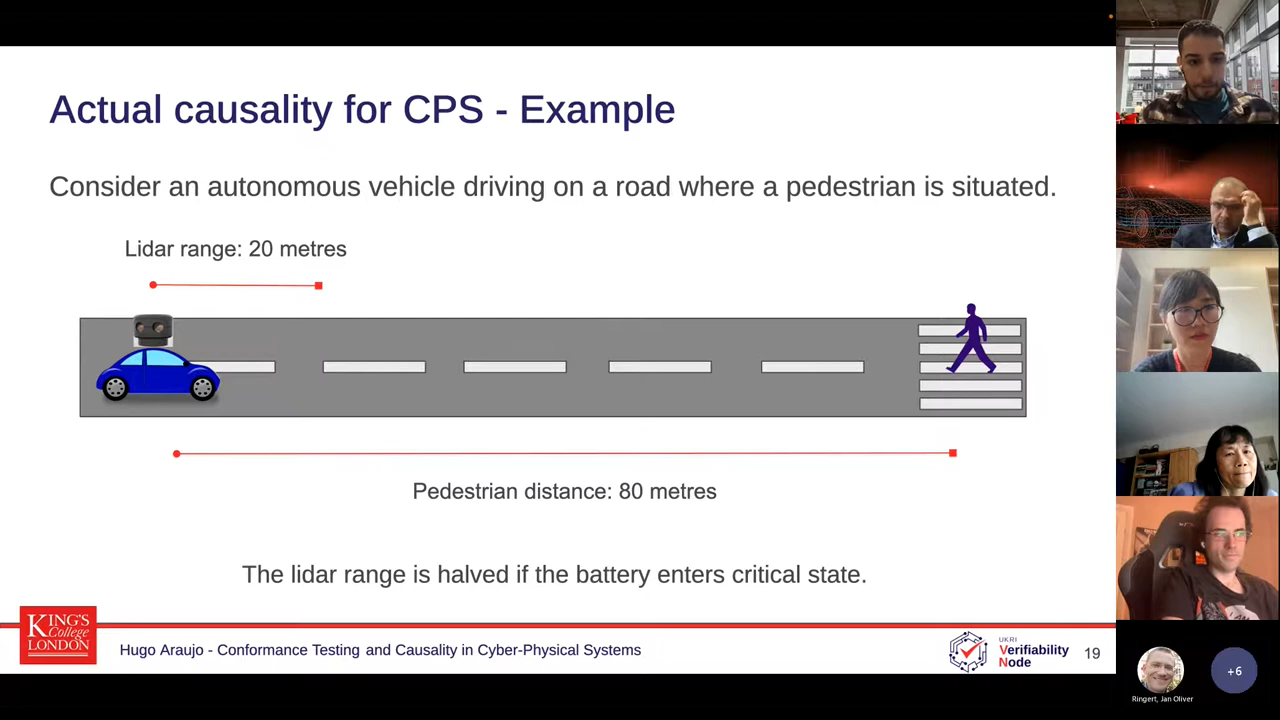 Actual causality for CPS - Example
Consider an autonomous vehicle driving on a road where a pedestrian is situated.
Lidar range: 20 metres
Pedestrian distance: 80 metres
The lidar range is halved if the battery enters critical state.
KING'S
College
LONDON
Hugo Araujo - Conformance Testing and Causality in Cyber-Physical Systems
UKRI
Verifiability
Node
19
+6
Ringert, Jan Oliver